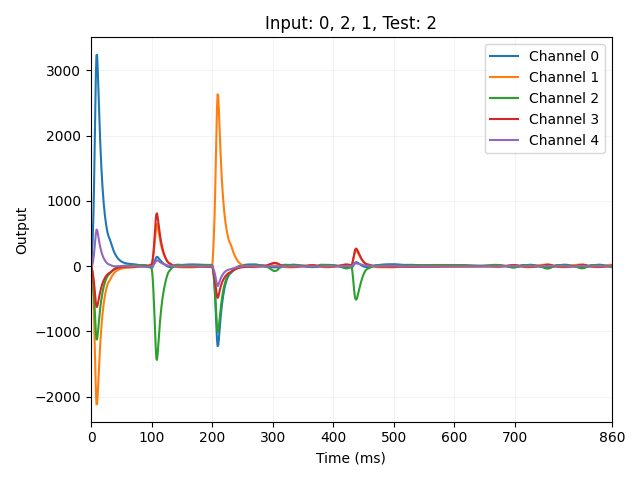 Input: 0, 2, 1, Test: 2
Channel 0
Channel 1
Channel 2
Channel 3
Channel 4
3000
2000
1000
0
−1000
−2000
Output
0 100 200 300 400 500 600 700 860
Time (ms)